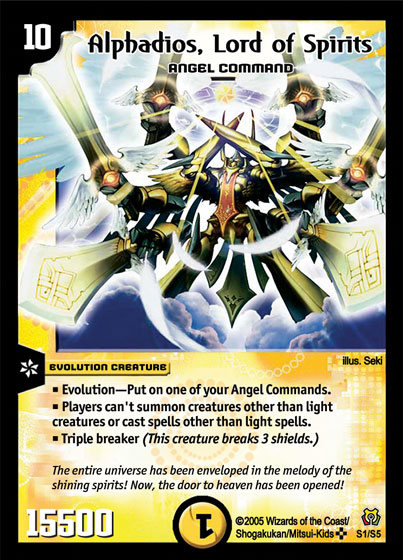 10
Alphadios, Lord of Spirits
ANGEL COMMAND
illus. Seki
EVOLUTION CREATURE
▪ Evolution—Put on one of your Angel Commands.
▪ Players can't summon creatures other than light
creatures or cast spells other than light spells.
▪ Triple breaker (This creature breaks 3 shields.)
The entire universe has been enveloped in the melody of the
shining spirits! Now, the door to heaven has been opened!
15500
1
©2005 Wizards of the Coast/
Shogakukan/Mitsui-Kids
S1/S5